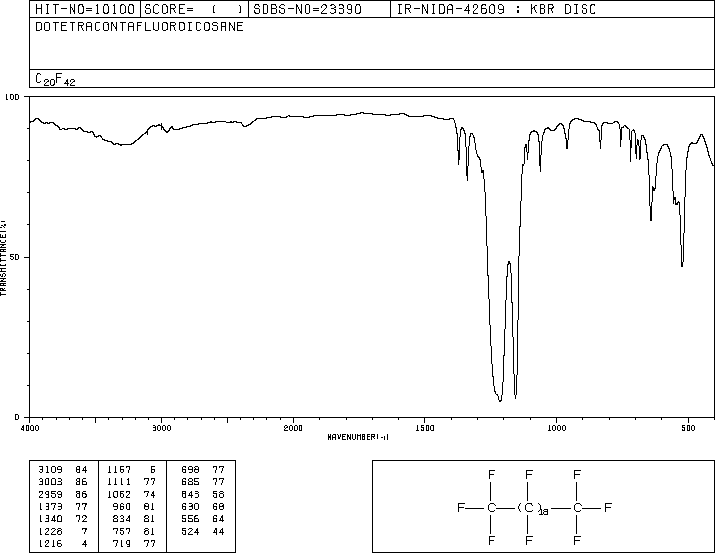 HIT-NO=10100 SCORE= ( ) SDBS-NO=23390 IR-NIDA-42609 : KBR DISC
DOTETRACONTAFLUOROICOSANE
C20F42
100
50
0
TRANSMITTANCE(%)
4000 3000 2000 1500 1000 500
WAVENUMBER(-1)
3109 84 1157 6 698 77
3003 86 1111 77 685 77
2959 86 1062 74 643 58
1373 77 960 81 630 68
1340 72 834 81 556 64
1228 7 757 81 524 44
1216 4 719 77
F F F
F C (C)18 C F
F F F